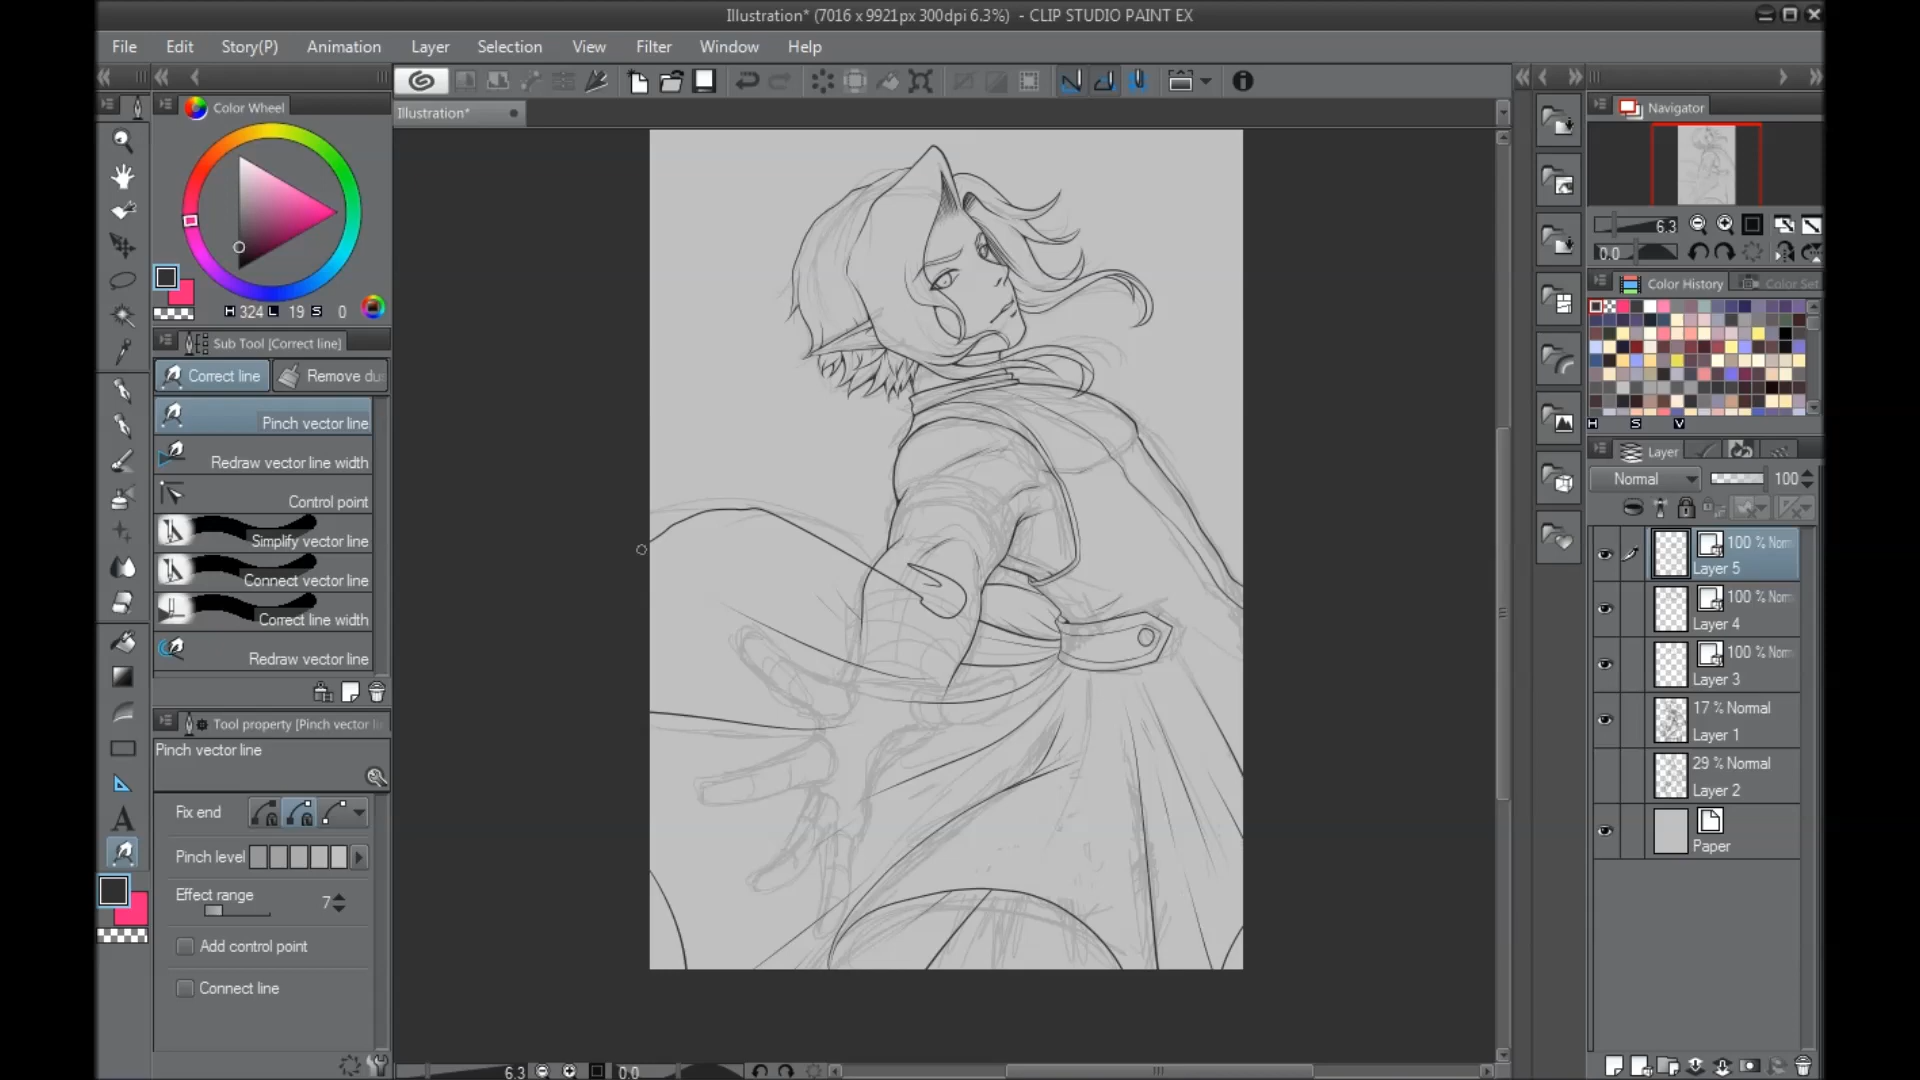 Illustration* (7016 x 9921px 300dpi 6.3%) - CLIP STUDIO PAINT EX
File Edit Story(P) Animation Layer Selection View Filter Window Help
Color Wheel
Illustration*
Navigator
6.3
0.0
H 324 L 19 S 0
Color History Color Set
H S V
Sub Tool [Correct line]
Correct line Remove du
Pinch vector line
Redraw vector line width
Control point
Simplify vector line
Connect vector line
Correct line width
Redraw vector line
Tool property [Pinch vector li
Pinch vector line
Fix end
Pinch level
Effect range 7
Add control point
Connect line
Layer
Normal 100
100 % Norm
Layer 5
100 % Norm
Layer 4
100 % Norm
Layer 3
17 % Normal
Layer 1
29 % Normal
Layer 2
Paper
6.3 0.0